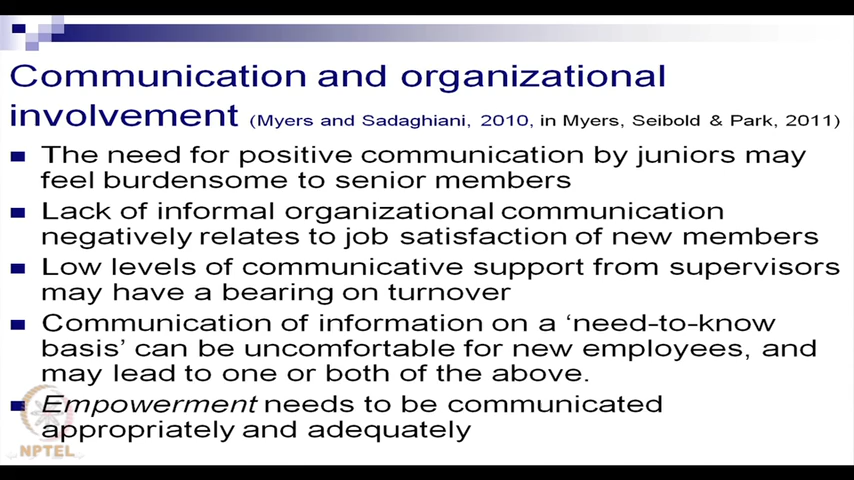 Communication and organizational
involvement (Myers and Sadaghiani, 2010, in Myers, Seibold & Park, 2011)
The need for positive communication by juniors may
feel burdensome to senior members
Lack of informal organizational communication
negatively relates to job satisfaction of new members
Low levels of communicative support from supervisors
may have a bearing on turnover
Communication of information on a ‘need-to-know
basis’ can be uncomfortable for new employees, and
may lead to one or both of the above.
Empowerment needs to be communicated
appropriately and adequately
NPTEL